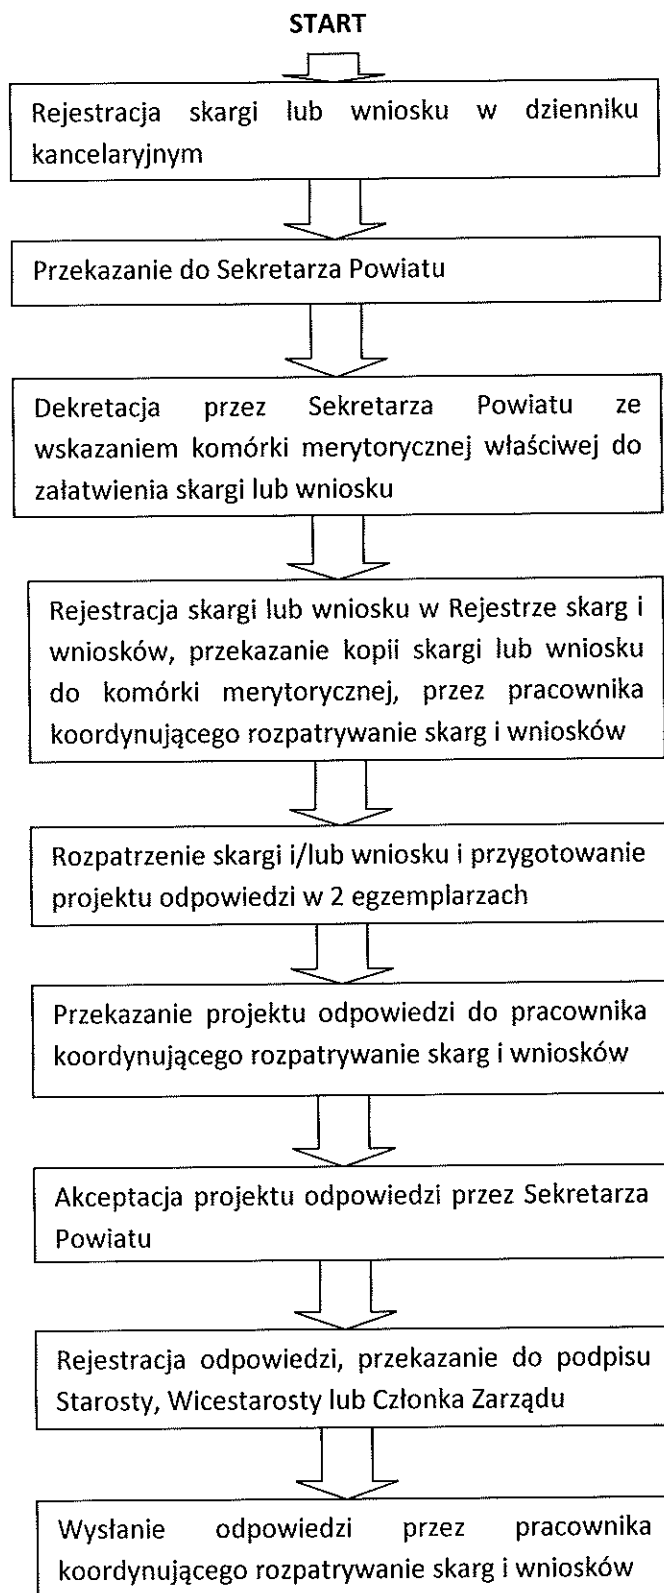 START
Rejestracja skargi lub wniosku w dzienniku
kancelaryjnym
Przekazanie do Sekretarza Powiatu
Dekretacja przez Sekretarza Powiatu ze
wskazaniem komórki merytorycznej właściwej do
załatwienia skargi lub wniosku
Rejestracja skargi lub wniosku w Rejestrze skarg i
wniosków, przekazanie kopii skargi lub wniosku
do komórki merytorycznej, przez pracownika
koordynującego rozpatrywanie skarg i wniosków
Rozpatrzenie skargi i/lub wniosku i przygotowanie
projektu odpowiedzi w 2 egzemplarzach
Przekazanie projektu odpowiedzi do pracownika
koordynującego rozpatrywanie skarg i wniosków
Akceptacja projektu odpowiedzi przez Sekretarza
Powiatu
Rejestracja odpowiedzi, przekazanie do podpisu
Starosty, Wicestarosty lub Członka Zarządu
Wysłanie odpowiedzi przez pracownika
koordynującego rozpatrywanie skarg i wniosków